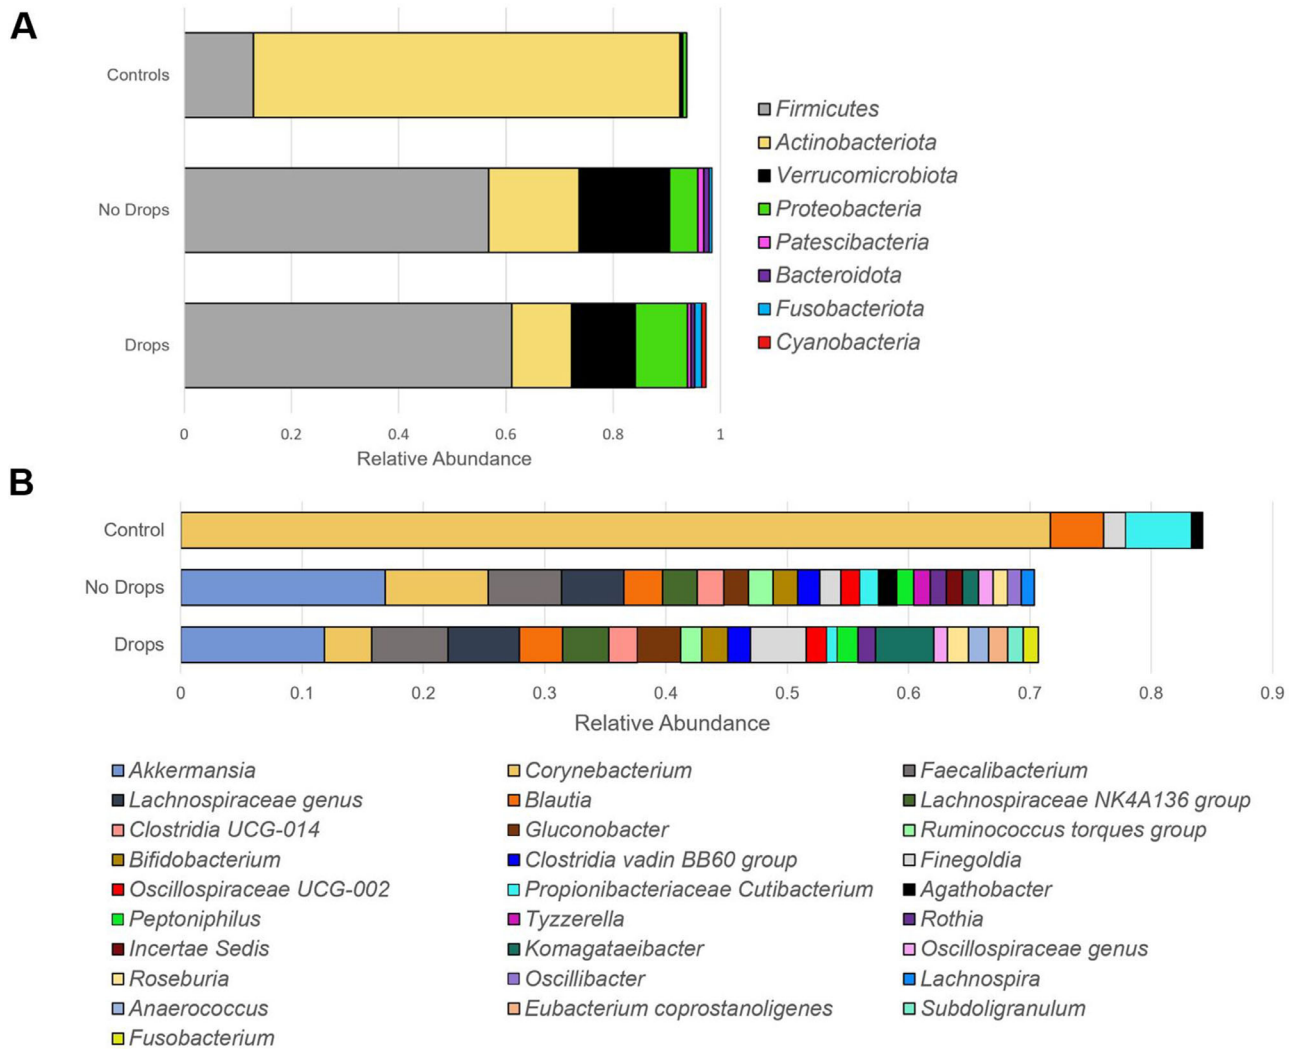 A
Controls
No Drops
Drops
0 0.2 0.4 0.6 0.8 1
Relative Abundance
Firmicutes
Actinobacteriota
Verrucomicrobiota
Proteobacteria
Patescibacteria
Bacteroidota
Fusobacteriota
Cyanobacteria
B
Control
No Drops
Drops
0 0.1 0.2 0.3 0.4 0.5 0.6 0.7 0.8 0.9
Relative Abundance
Akkermansia Corynebacterium Faecalibacterium
Lachnospiraceae genus Blautia Lachnospiraceae NK4A136 group
Clostridia UCG-014 Gluconobacter Ruminococcus torques group
Bifidobacterium Clostridia vadin BB60 group Finegoldia
Oscillospiraceae UCG-002 Propionibacteriaceae Cutibacterium Agathobacter
Peptoniphilus Tyzzerella Rothia
Incertae Sedis Komagataeibacter Oscillospiraceae genus
Roseburia Oscillibacter Lachnospira
Anaerococcus Eubacterium coprostanoligenes Subdoligranulum
Fusobacterium